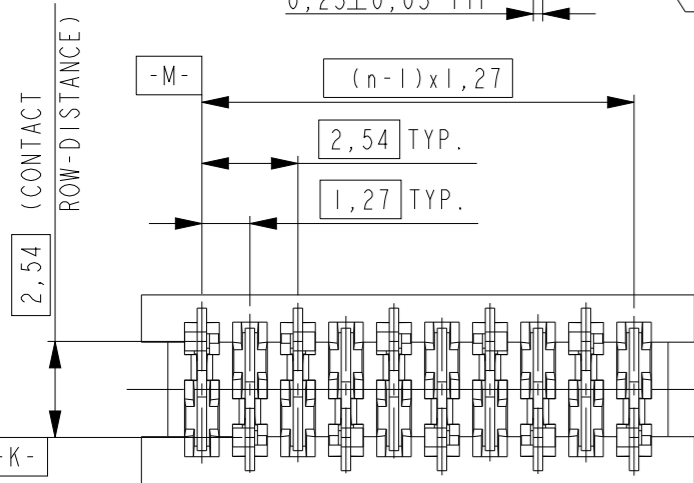 0,25±0,05 TYP
-M-
(n-1)x1,27
2,54 TYP.
1,27 TYP.
2,54 (CONTACT
ROW-DISTANCE)
-K-